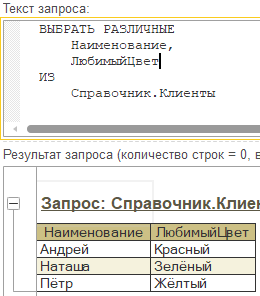 Текст запроса:
ВЫБРАТЬ РАЗЛИЧНЫЕ
Наименование,
ЛюбимыйЦвет
ИЗ
Справочник.Клиенты
Результат запроса (количество строк = 0, в
Запрос: Справочник.Клиен
Наименование ЛюбимыйЦвет
Андрей Красный
Наташа Зелёный
Пётр Жёлтый